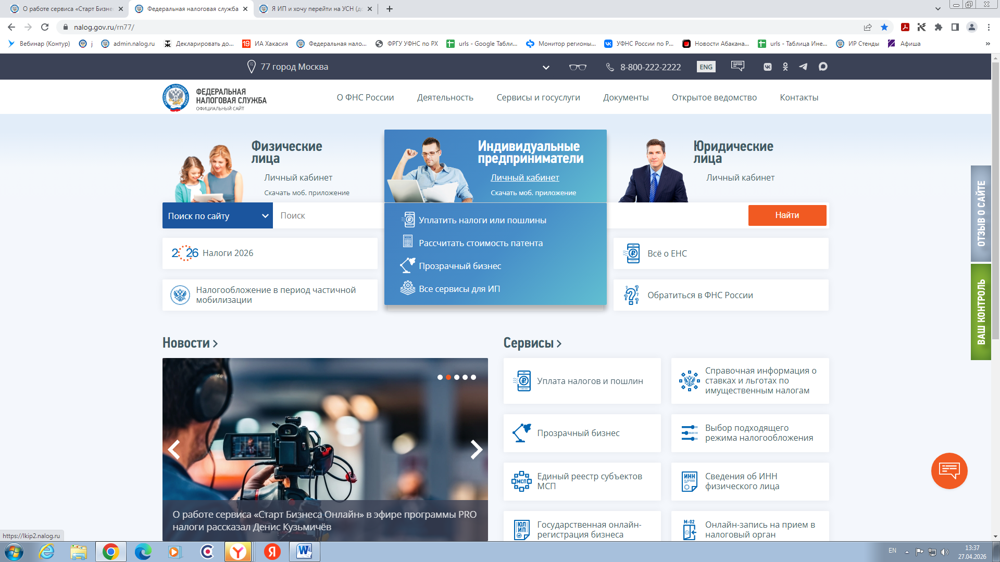 О работе сервиса «Старт Бизне
Федеральная налоговая служба
Я ИП и хочу перейти на УСН (до
nalog.gov.ru/rn77/
Вебинар (Контур)
j
admin.nalog.ru
Декларировать до...
ИА Хакасия
Федеральная нало...
ФРГУ УФНС по РХ
urls - Google Табли...
Монитор регионы...
УФНС России по Р...
Новости Абакана...
urls - Таблица Ине...
ИР Стенды
Афиша
77 город Москва
8-800-222-2222
ENG
ФЕДЕРАЛЬНАЯ
НАЛОГОВАЯ СЛУЖБА
ОФИЦИАЛЬНЫЙ САЙТ
О ФНС России
Деятельность
Сервисы и госуслуги
Документы
Открытое ведомство
Контакты
Физические
лица
Личный кабинет
Скачать моб. приложение
Индивидуальные
предприниматели
Личный кабинет
Скачать моб. приложение
Юридические
лица
Личный кабинет
Поиск по сайту
Поиск
Найти
Уплатить налоги или пошлины
Рассчитать стоимость патента
Прозрачный бизнес
Все сервисы для ИП
2026
Налоги 2026
Всё о ЕНС
Налогообложение в период частичной
мобилизации
Обратиться в ФНС России
ОТЗЫВ О САЙТЕ
ВАШ КОНТРОЛЬ
Новости
О работе сервиса «Старт Бизнеса Онлайн» в эфире программы PRO
налоги рассказал Денис Кузьмичёв
Сервисы
Уплата налогов и пошлин
Справочная информация о
ставках и льготах по
имущественным налогам
Прозрачный бизнес
Выбор подходящего
режима налогообложения
МСП
Единый реестр субъектов
МСП
ИНН
Сведения об ИНН
физического лица
ЮЛ
ИП
Государственная онлайн-
регистрация бизнеса
М-02
Онлайн-запись на прием в
налоговый орган
https://lkip2.nalog.ru
EN
13:37
27.04.2026